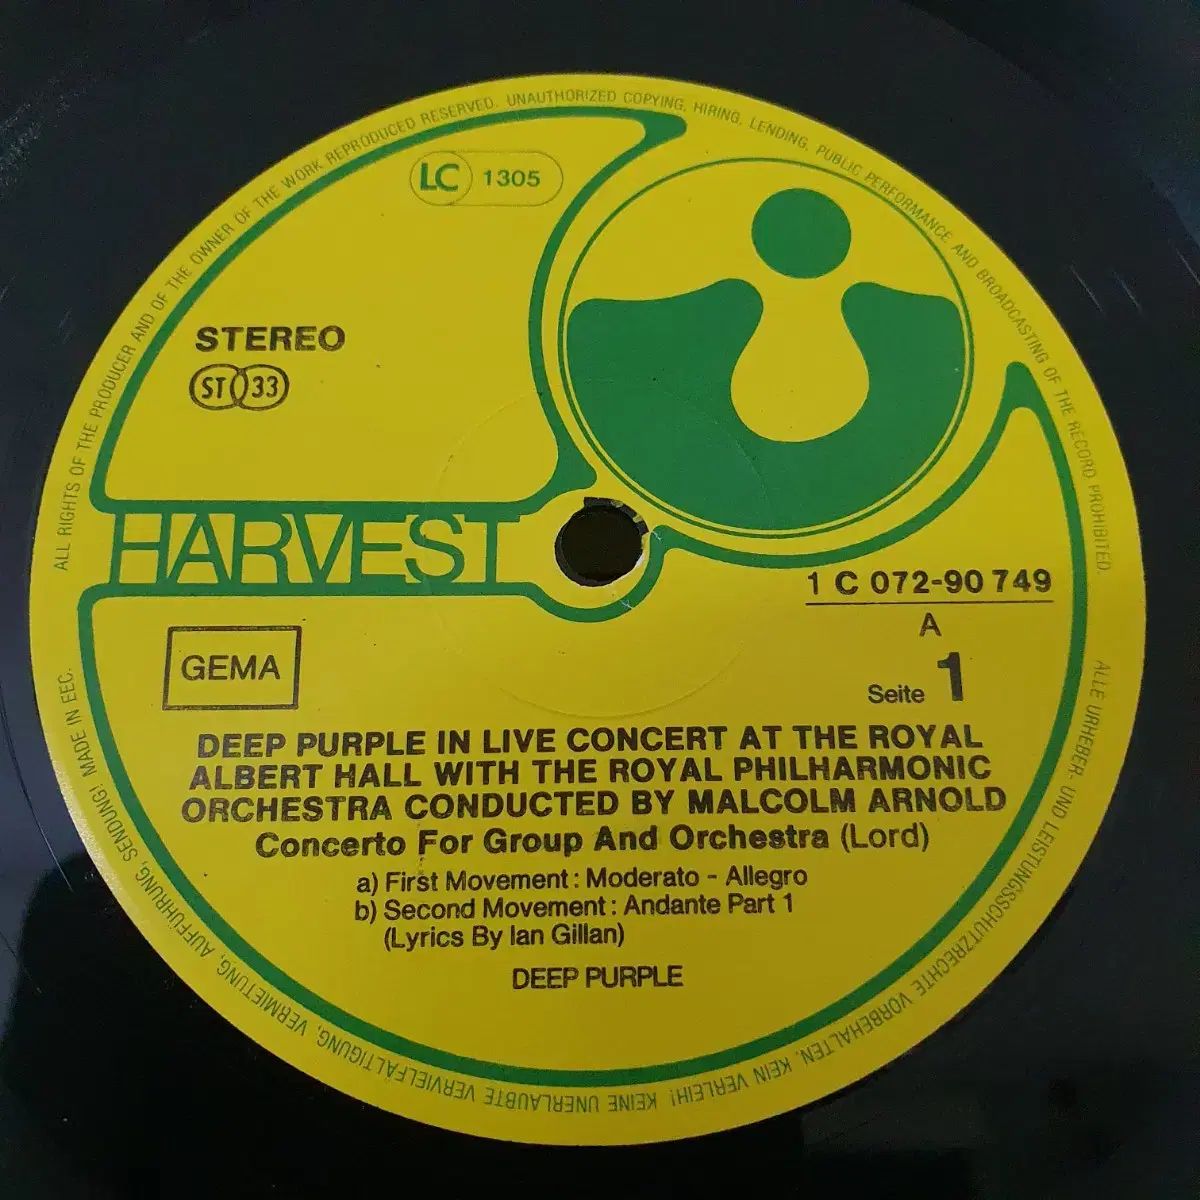 ALL RIGHTS OF THE PRODUCER AND OF THE OWNER OF THE WORK REPRODUCED RESERVED. UNAUTHORIZED COPYING, HIRING, LENDING, PUBLIC PERFORMANCE AND BROADCASTING OF THE RECORD PROHIBITED.
LC 1305
STEREO
ST 33
HARVEST
1 C 072-90 749
A
Seite 1
GEMA
DEEP PURPLE IN LIVE CONCERT AT THE ROYAL
ALBERT HALL WITH THE ROYAL PHILHARMONIC
ORCHESTRA CONDUCTED BY MALCOLM ARNOLD
Concerto For Group And Orchestra (Lord)
a) First Movement: Moderato - Allegro
b) Second Movement: Andante Part 1
(Lyrics By Ian Gillan)
DEEP PURPLE
ALLE URHEBER- UND LEISTUNGSSCHUTZRECHTE VORBEHALTEN. KEIN VERLEIH! KEINE UNERLAUBTE VERVIELFÄLTIGUNG, VERMIETUNG, AUFFÜHRUNG, SENDUNG! MADE IN EEC.